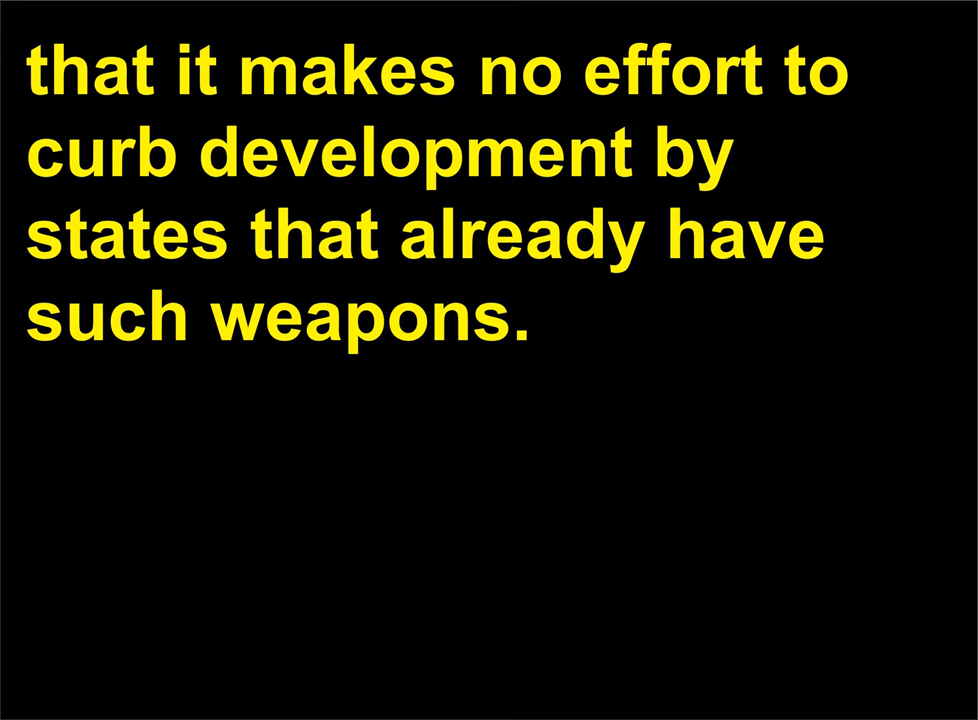 that it makes no effort to
curb development by
states that already have
such weapons.